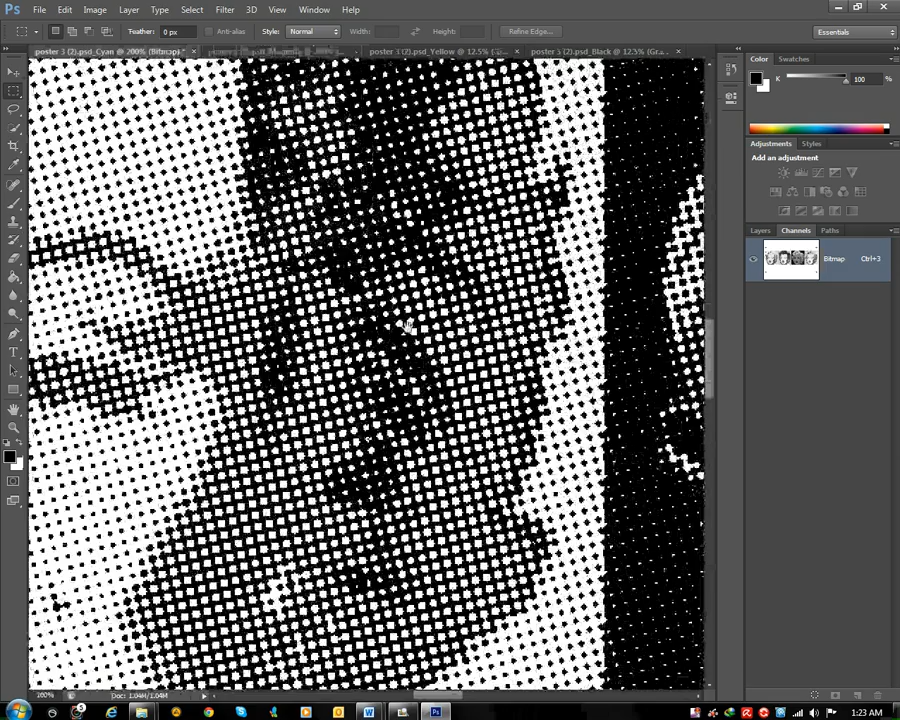 Ps File Edit Image Layer Type Select Filter 3D View Window Help
Feather: 0 px Anti-alias Style: Normal Width: Height: Refine Edge... Essentials
poster 3 (2).psd_Cyan @ 200% (Bitmap) × poster 3 (2).psd_Yellow @ 12.5% (Gr... × poster 3 (2).psd_Black @ 12.5% (Gra... ×
Color Swatches
K 100 %
Adjustments Styles
Add an adjustment
Layers Channels Paths
Bitmap Ctrl+3
200% Doc: 1.04M/1.04M
1:23 AM